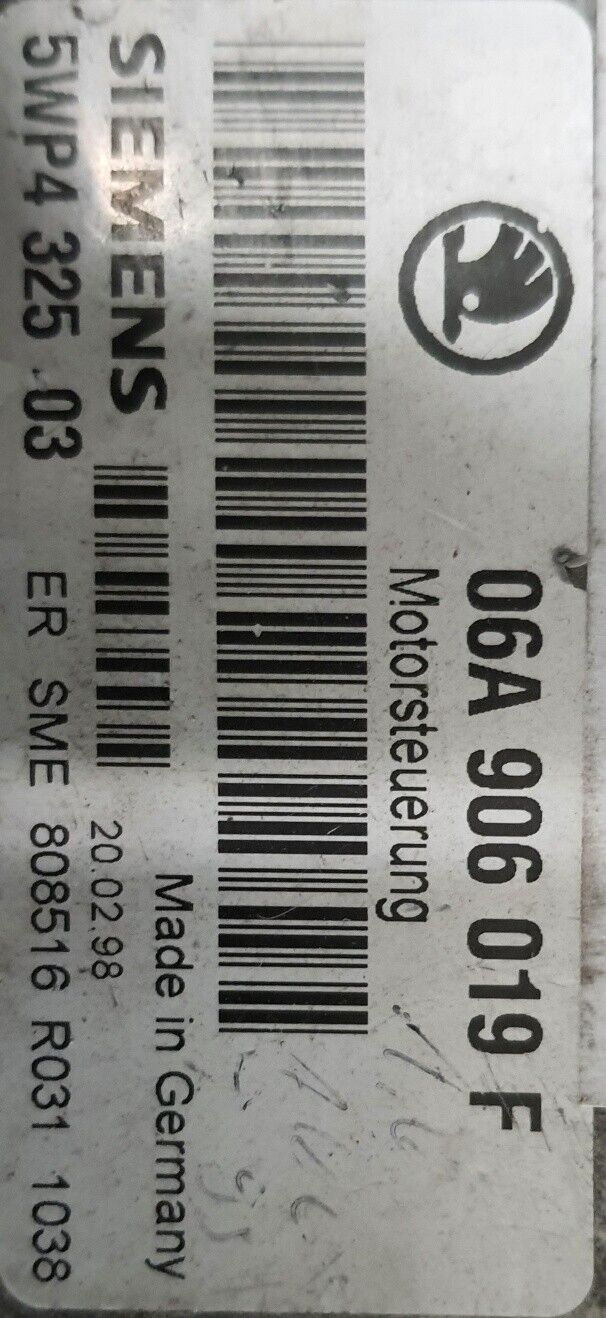 06A 906 019 F
Motorsteuerung
SIEMENS
Made in Germany
20.02.98
5WP4 325 03
ER SME 808516 R031 1038